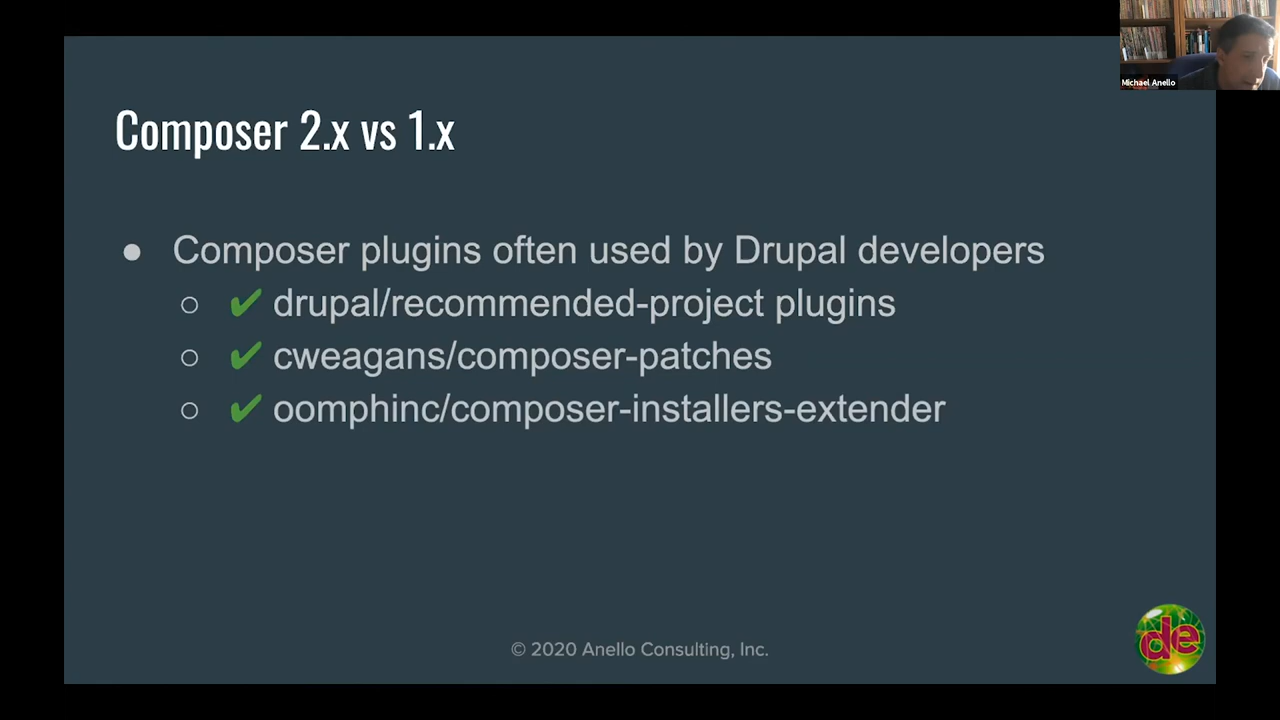 Michael Anello
Composer 2.x vs 1.x
● Composer plugins often used by Drupal developers
○ ✔ drupal/recommended-project plugins
○ ✔ cweagans/composer-patches
○ ✔ oomphinc/composer-installers-extender
© 2020 Anello Consulting, Inc.
de